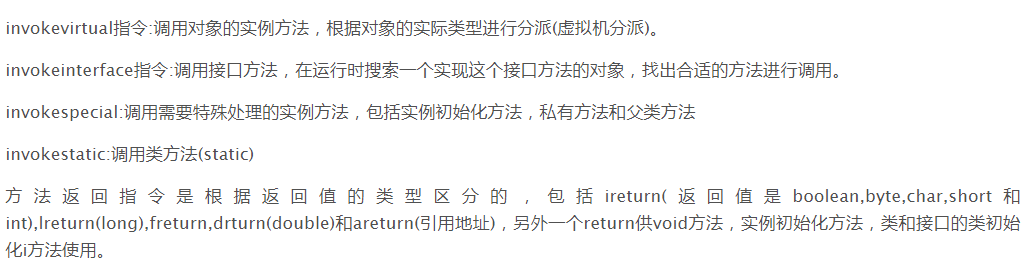 invokevirtual指令:调用对象的实例方法，根据对象的实际类型进行分派(虚拟机分派)。
invokeinterface指令:调用接口方法，在运行时搜索一个实现这个接口方法的对象，找出合适的方法进行调用。
invokespecial:调用需要特殊处理的实例方法，包括实例初始化方法，私有方法和父类方法
invokestatic:调用类方法(static)
方法返回指令是根据返回值的类型区分的，包括ireturn(返回值是boolean,byte,char,short和
int),lreturn(long),freturn,drturn(double)和areturn(引用地址)，另外一个return供void方法，实例初始化方法，类和接口的类初始
化i方法使用。